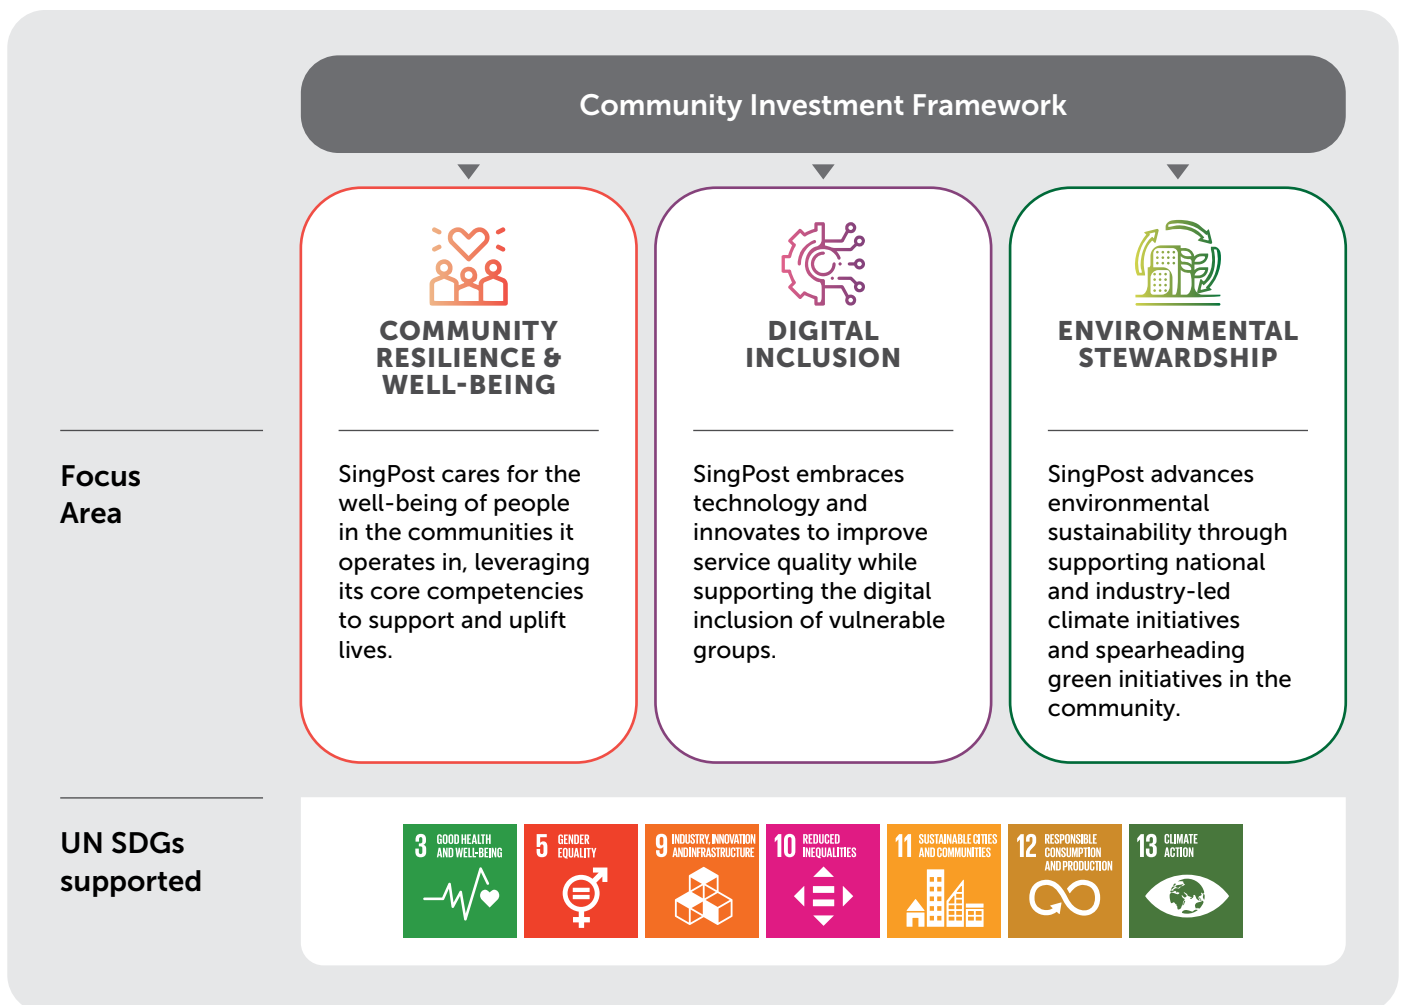 Community Investment Framework
COMMUNITY
RESILIENCE &
WELL-BEING
DIGITAL
INCLUSION
ENVIRONMENTAL
STEWARDSHIP
Focus
Area
SingPost cares for the
well-being of people
in the communities it
operates in, leveraging
its core competencies
to support and uplift
lives.
SingPost embraces
technology and
innovates to improve
service quality while
supporting the digital
inclusion of vulnerable
groups.
SingPost advances
environmental
sustainability through
supporting national
and industry-led
climate initiatives
and spearheading
green initiatives in the
community.
UN SDGs
supported
3 GOOD HEALTH
AND WELL-BEING
5 GENDER
EQUALITY
9 INDUSTRY, INNOVATION
AND INFRASTRUCTURE
10 REDUCED
INEQUALITIES
11 SUSTAINABLE CITIES
AND COMMUNITIES
12 RESPONSIBLE
CONSUMPTION
AND PRODUCTION
13 CLIMATE
ACTION